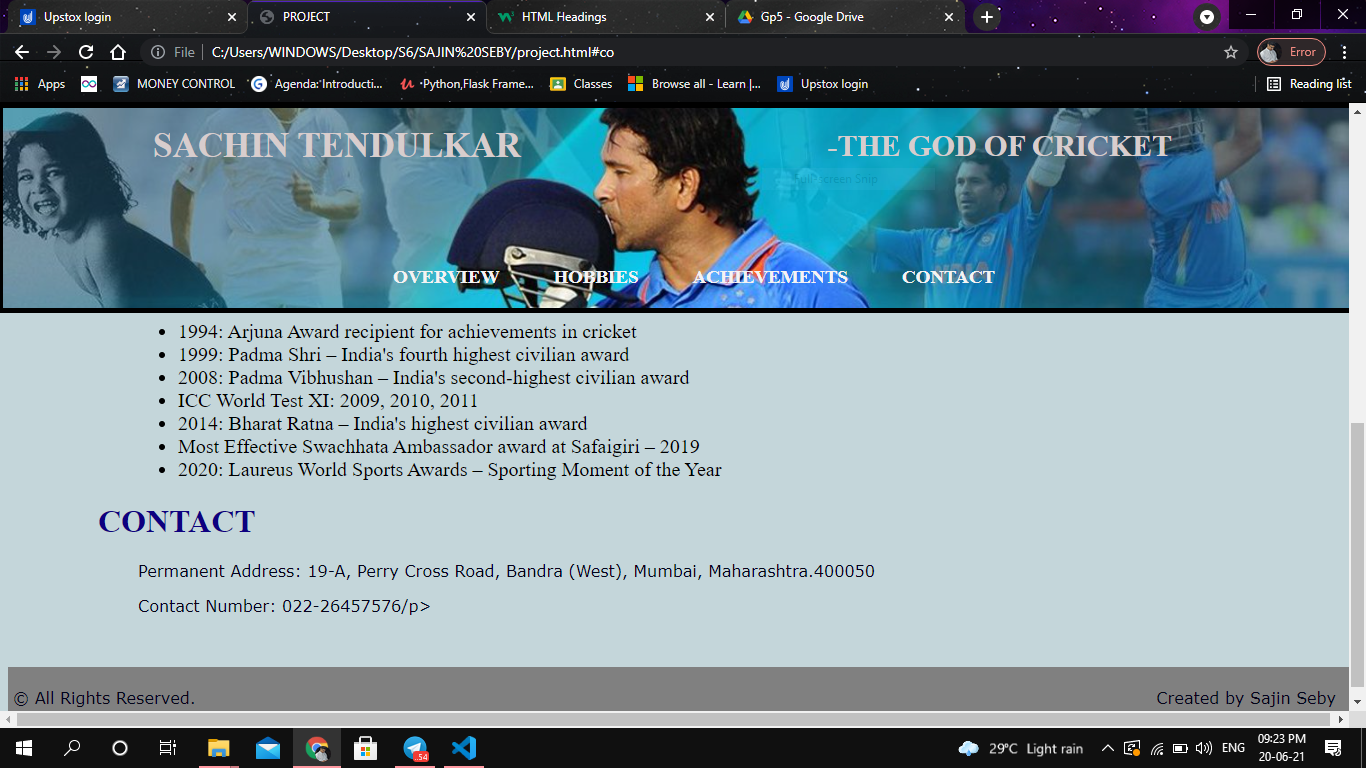 Upstox login
PROJECT
HTML Headings
Gp5 - Google Drive
File
C:/Users/WINDOWS/Desktop/S6/SAJIN%20SEBY/project.html#co
Error
Apps
MONEY CONTROL
Agenda: Introducti...
Python,Flask Frame...
Classes
Browse all - Learn |...
Upstox login
Reading list
SACHIN TENDULKAR
-THE GOD OF CRICKET
OVERVIEW HOBBIES ACHIEVEMENTS CONTACT
1994: Arjuna Award recipient for achievements in cricket
1999: Padma Shri – India's fourth highest civilian award
2008: Padma Vibhushan – India's second-highest civilian award
ICC World Test XI: 2009, 2010, 2011
2014: Bharat Ratna – India's highest civilian award
Most Effective Swachhata Ambassador award at Safaigiri – 2019
2020: Laureus World Sports Awards – Sporting Moment of the Year
CONTACT
Permanent Address: 19-A, Perry Cross Road, Bandra (West), Mumbai, Maharashtra.400050
Contact Number: 022-26457576/p>
© All Rights Reserved.
Created by Sajin Seby
54
29°C Light rain
ENG
09:23 PM
20-06-21